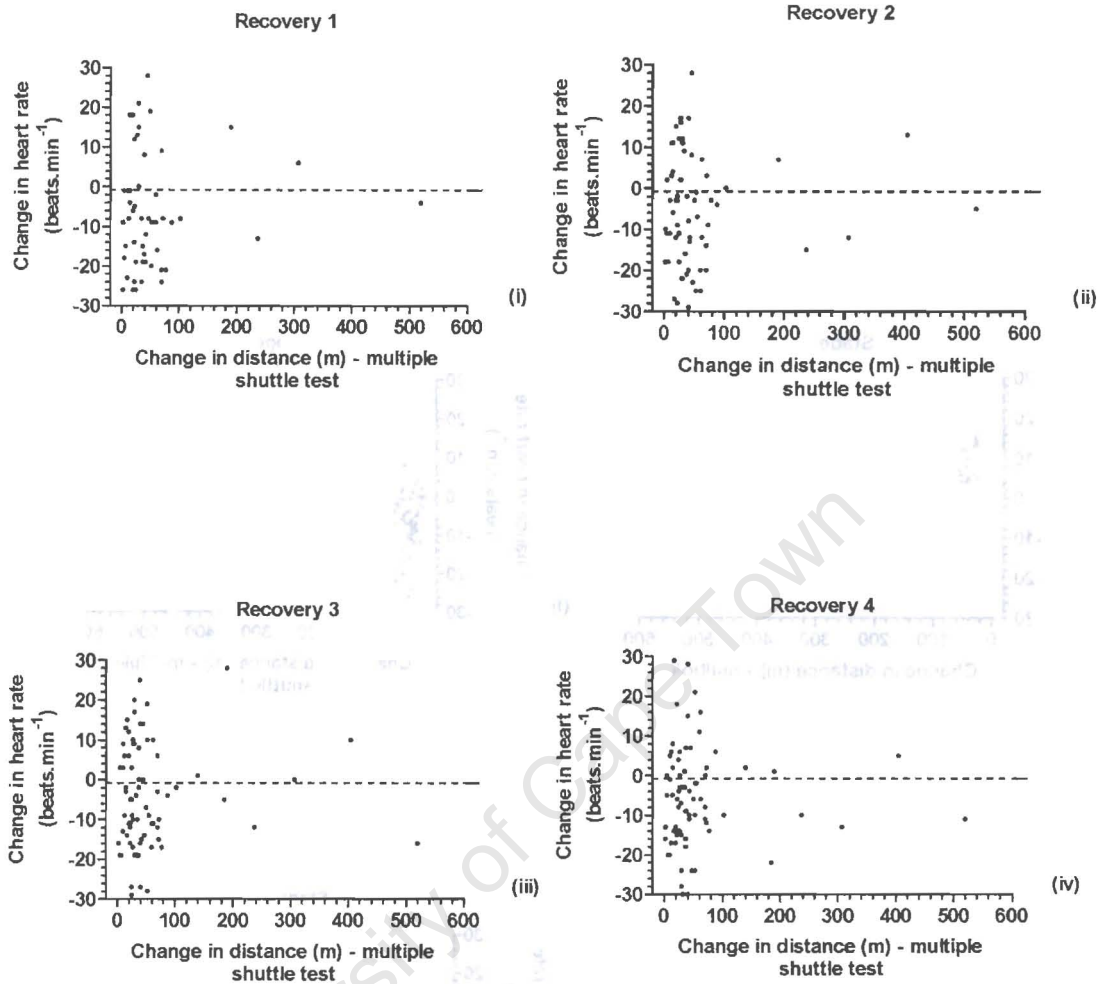 Recovery 1
Change in heart rate
(beats.min⁻¹)
30
20
10
0
-10
-20
-30
0 100 200 300 400 500 600
Change in distance (m) - multiple
shuttle test
(i)
Recovery 2
Change in heart rate
(beats.min⁻¹)
30
20
10
0
-10
-20
-30
0 100 200 300 400 500 600
Change in distance (m) - multiple
shuttle test
(ii)
Recovery 3
Change in heart rate
(beats.min⁻¹)
30
20
10
0
-10
-20
-30
0 100 200 300 400 500 600
Change in distance (m) - multiple
shuttle test
(iii)
Recovery 4
Change in heart rate
(beats.min⁻¹)
30
20
10
0
-10
-20
-30
0 100 200 300 400 500 600
Change in distance (m) - multiple
shuttle test
(iv)
of Cape Town